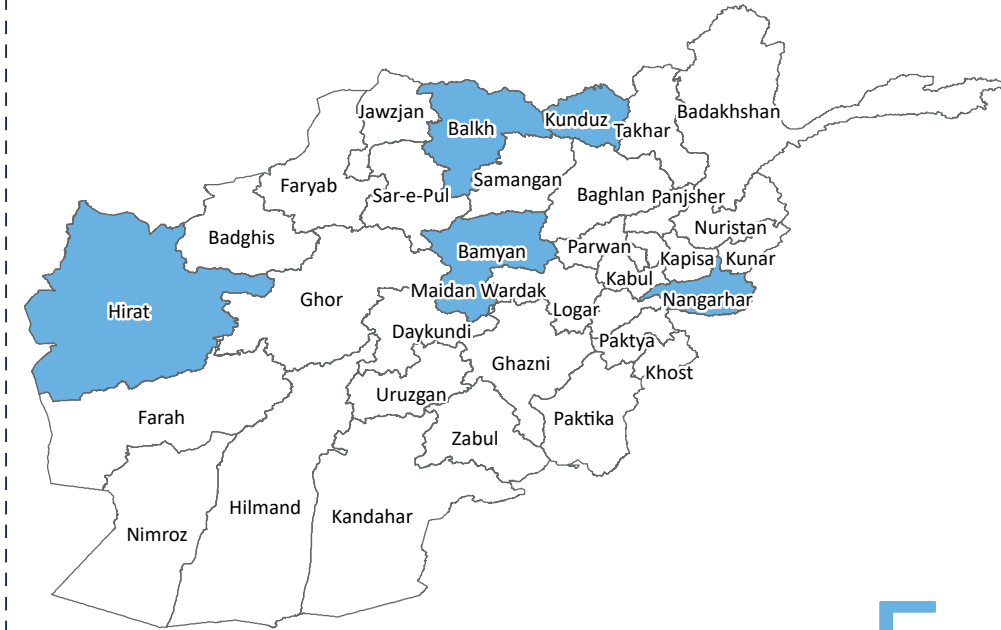 Jawzjan
Balkh
Kunduz
Takhar
Badakhshan
Faryab
Sar-e-Pul
Samangan
Baghlan
Panjsher
Nuristan
Badghis
Bamyan
Parwan
Kapisa
Kunar
Kabul
Hirat
Ghor
Maidan Wardak
Logar
Nangarhar
Daykundi
Paktya
Ghazni
Khost
Uruzgan
Farah
Zabul
Paktika
Hilmand
Kandahar
Nimroz